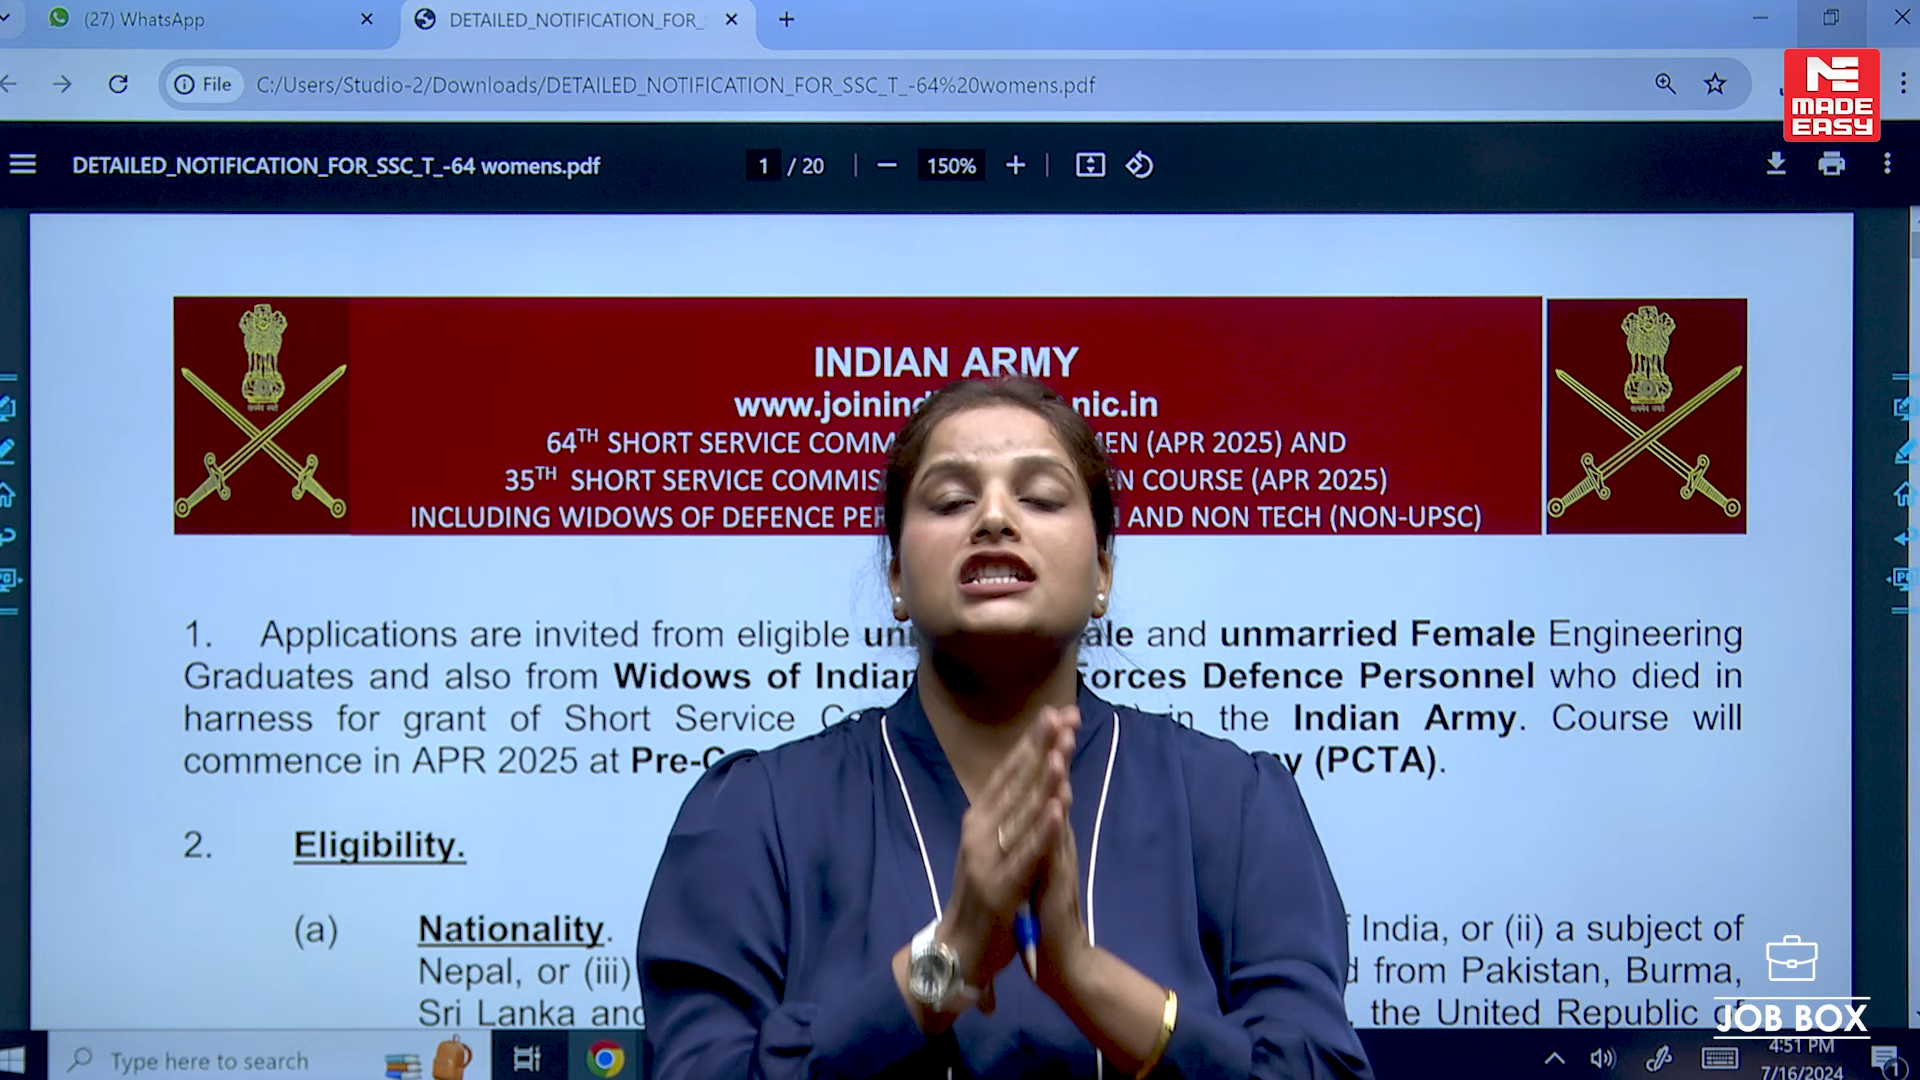 (27) WhatsApp
DETAILED_NOTIFICATION_FOR_
File
C:/Users/Studio-2/Downloads/DETAILED_NOTIFICATION_FOR_SSC_T_-64%20womens.pdf
ME
MADE
EASY
DETAILED_NOTIFICATION_FOR_SSC_T_-64 womens.pdf
1 / 20
150%
INDIAN ARMY
www.joinind nic.in
64TH SHORT SERVICE COMM EN (APR 2025) AND
35TH SHORT SERVICE COMMIS N COURSE (APR 2025)
INCLUDING WIDOWS OF DEFENCE PER AND NON TECH (NON-UPSC)
1. Applications are invited from eligible un ale and unmarried Female Engineering
Graduates and also from Widows of Indian Forces Defence Personnel who died in
harness for grant of Short Service in the Indian Army. Course will
commence in APR 2025 at Pre-C y (PCTA).
2. Eligibility.
(a) Nationality. India, or (ii) a subject of
Nepal, or (iii) d from Pakistan, Burma,
Sri Lanka and the United Republic of
JOB BOX
Type here to search
4:51 PM
7/16/2024
1